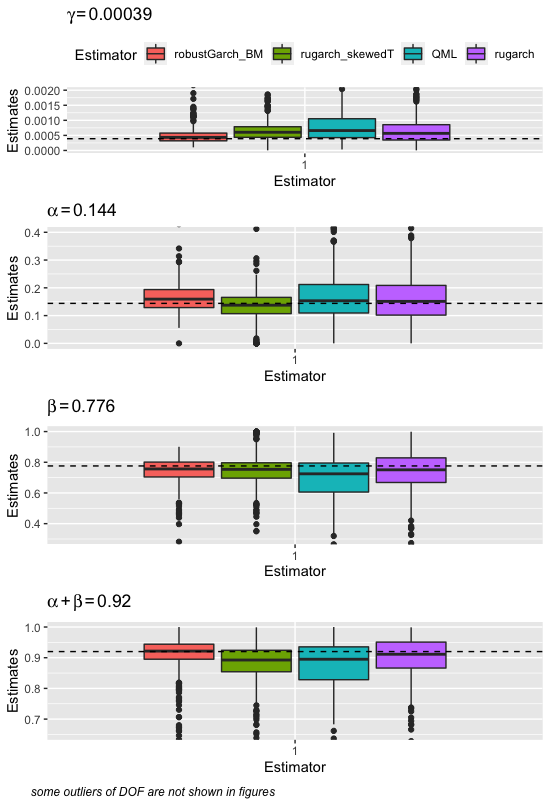 γ = 0.00039
Estimator robustGarch_BM rugarch_skewedT QML rugarch
Estimates
0.0020
0.0015
0.0010
0.0005
0.0000
1
Estimator
α = 0.144
Estimates
0.4
0.3
0.2
0.1
0.0
1
Estimator
β = 0.776
Estimates
1.0
0.8
0.6
0.4
1
Estimator
α + β = 0.92
Estimates
1.0
0.9
0.8
0.7
1
Estimator
some outliers of DOF are not shown in figures